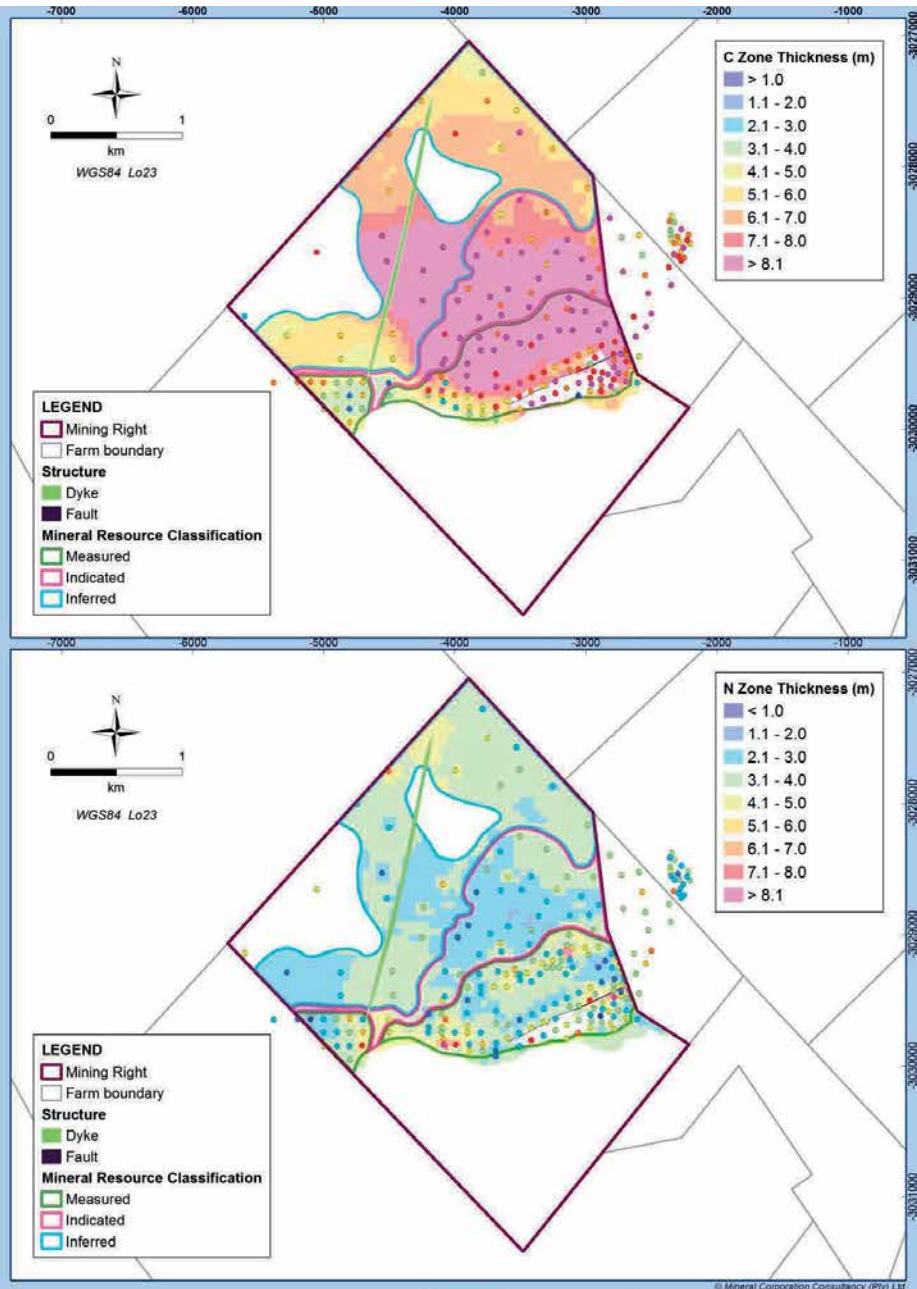 -7000 -6000 -5000 -4000 -3000 -2000 -1000
-3027000
-3028000
-3029000
-3030000
-3031000
N
0 1
km
WGS84 Lo23
C Zone Thickness (m)
> 1.0
1.1 - 2.0
2.1 - 3.0
3.1 - 4.0
4.1 - 5.0
5.1 - 6.0
6.1 - 7.0
7.1 - 8.0
> 8.1
LEGEND
Mining Right
Farm boundary
Structure
Dyke
Fault
Mineral Resource Classification
Measured
Indicated
Inferred
-7000 -6000 -5000 -4000 -3000 -2000 -1000
-3027000
-3028000
-3029000
-3030000
-3031000
N
0 1
km
WGS84 Lo23
N Zone Thickness (m)
< 1.0
1.1 - 2.0
2.1 - 3.0
3.1 - 4.0
4.1 - 5.0
5.1 - 6.0
6.1 - 7.0
7.1 - 8.0
> 8.1
LEGEND
Mining Right
Farm boundary
Structure
Dyke
Fault
Mineral Resource Classification
Measured
Indicated
Inferred
© Mineral Corporation Consultancy (Pty) Ltd